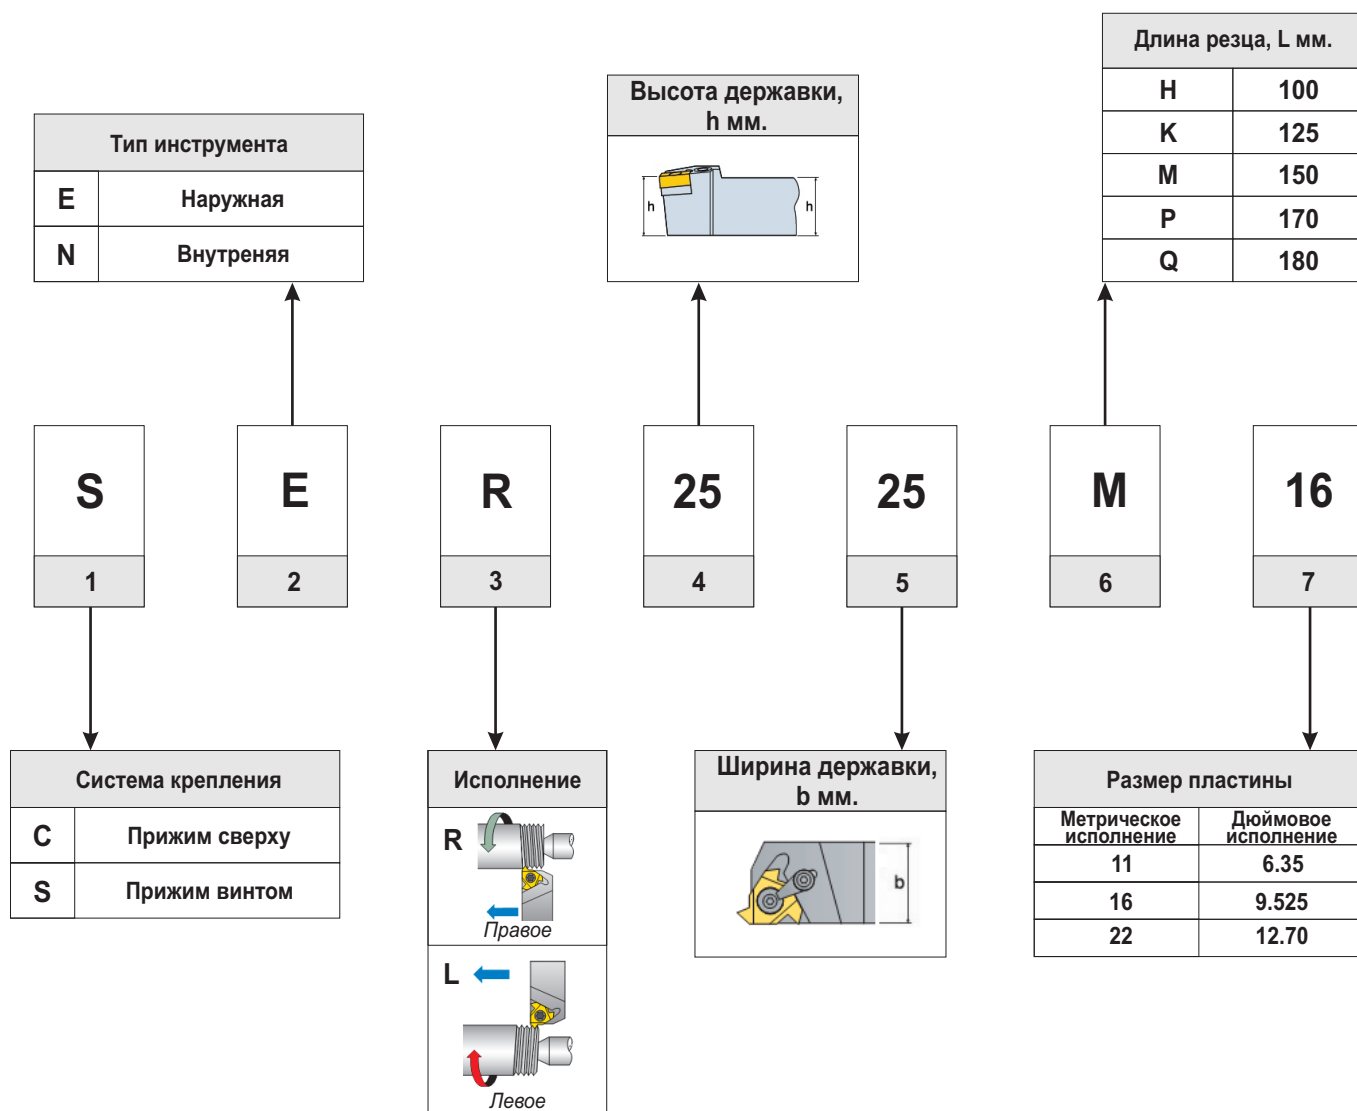 Длина резца, L мм.
H 100
K 125
M 150
P 170
Q 180
Высота державки,
h мм.
h h
Тип инструмента
E Наружная
N Внутреняя
S E R 25 25 M 16
1 2 3 4 5 6 7
Система крепления
C Прижим сверху
S Прижим винтом
Исполнение
R
Правое
L
Левое
Ширина державки,
b мм.
b
Размер пластины
Метрическое исполнение Дюймовое исполнение
11 6.35
16 9.525
22 12.70